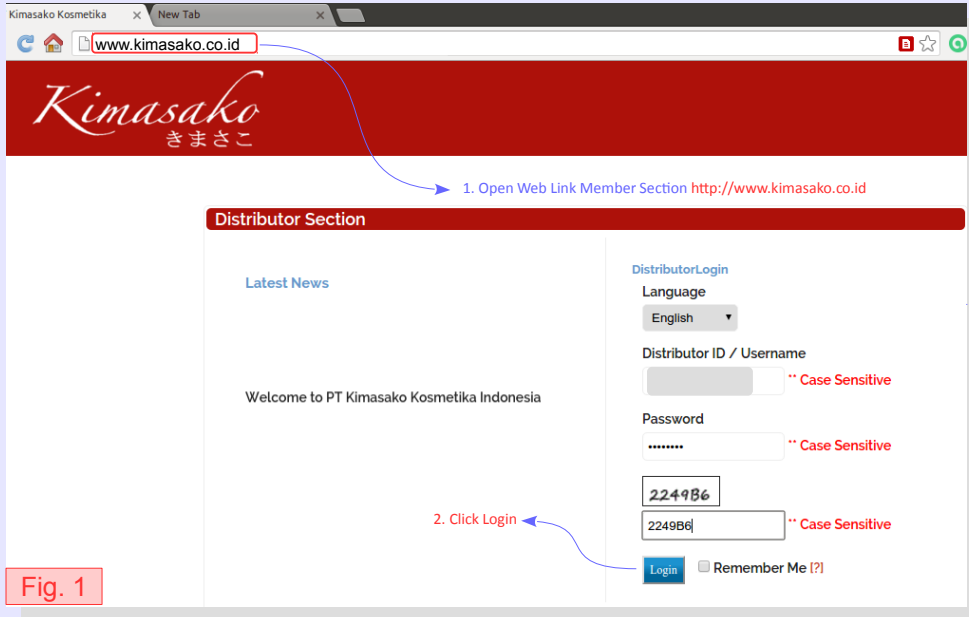 Kimasako Kosmetika
New Tab
www.kimasako.co.id
Kimasako
きまさこ
1. Open Web Link Member Section http://www.kimasako.co.id
Distributor Section
Latest News
Welcome to PT Kimasako Kosmetika Indonesia
DistributorLogin
Language
English
Distributor ID / Username
** Case Sensitive
Password
•••••••• ** Case Sensitive
2249B6
2249B6 ** Case Sensitive
2. Click Login
Login Remember Me [?]
Fig. 1